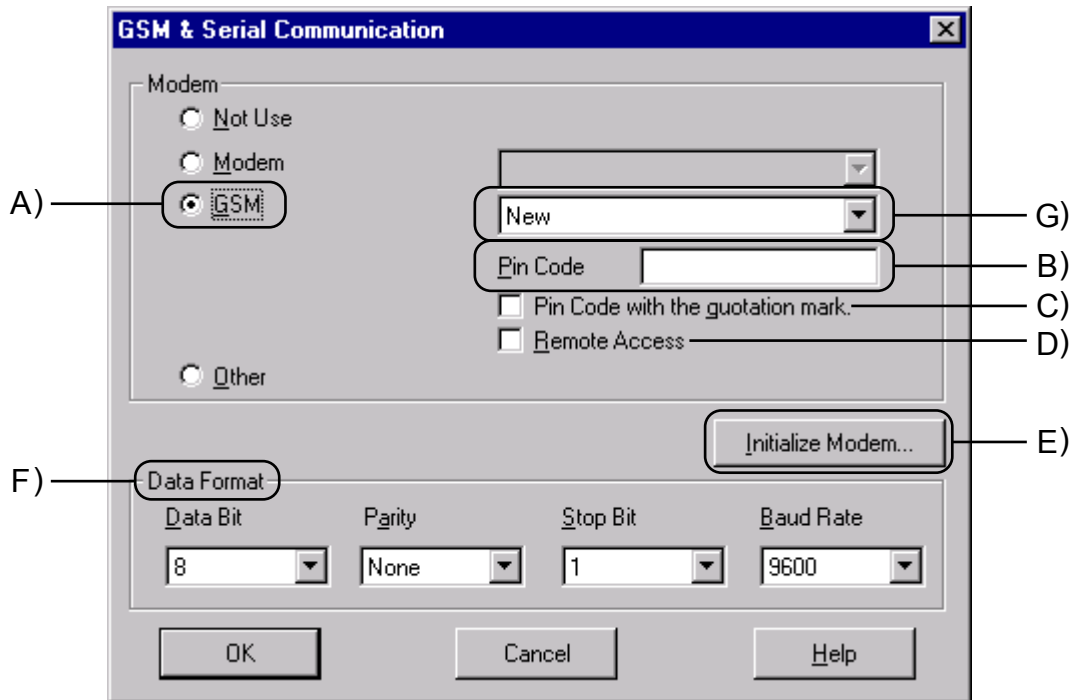 GSM & Serial Communication
Modem
Not Use
Modem
A) GSM
New G)
Pin Code B)
Pin Code with the guotation mark. C)
Remote Access D)
Other
Initialize Modem... E)
F) Data Format
Data Bit Parity Stop Bit Baud Rate
8 None 1 9600
OK Cancel Help